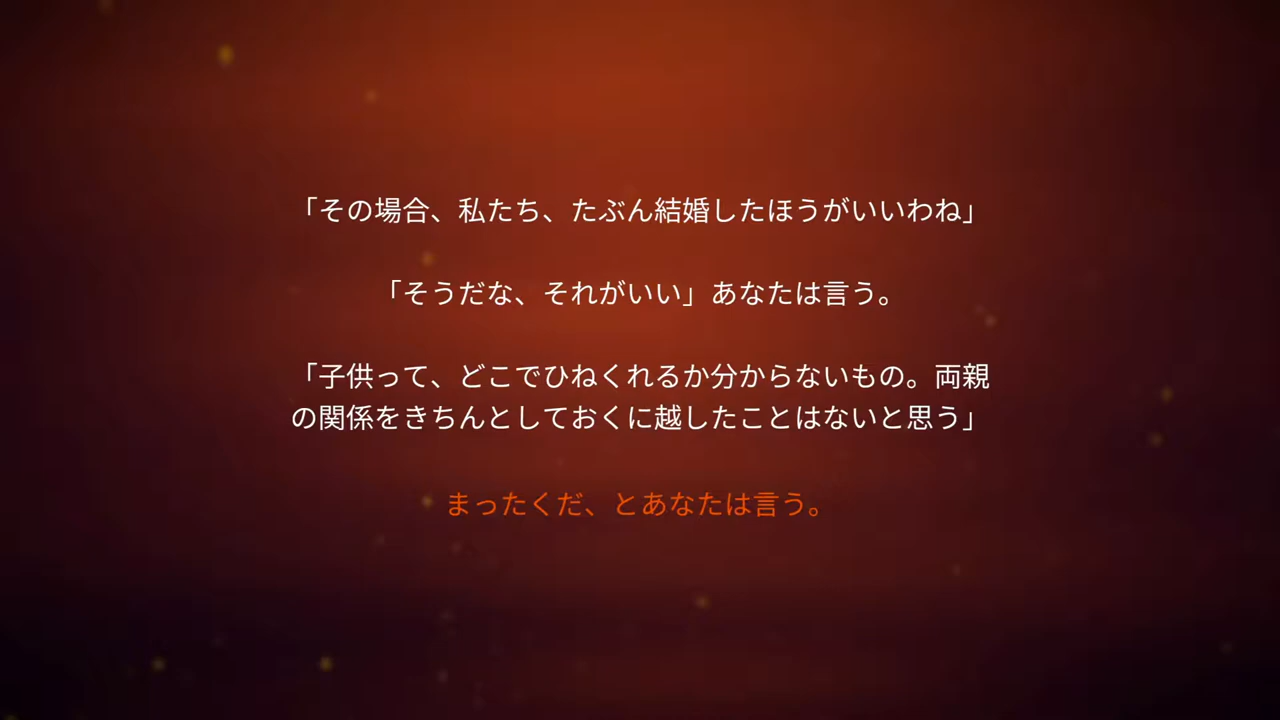 「その場合、私たち、たぶん結婚したほうがいいわね」
「そうだな、それがいい」あなたは言う。
「子供って、どこでひねくれるか分からないもの。両親
の関係をきちんとしておくに越したことはないと思う」
まったくだ、とあなたは言う。